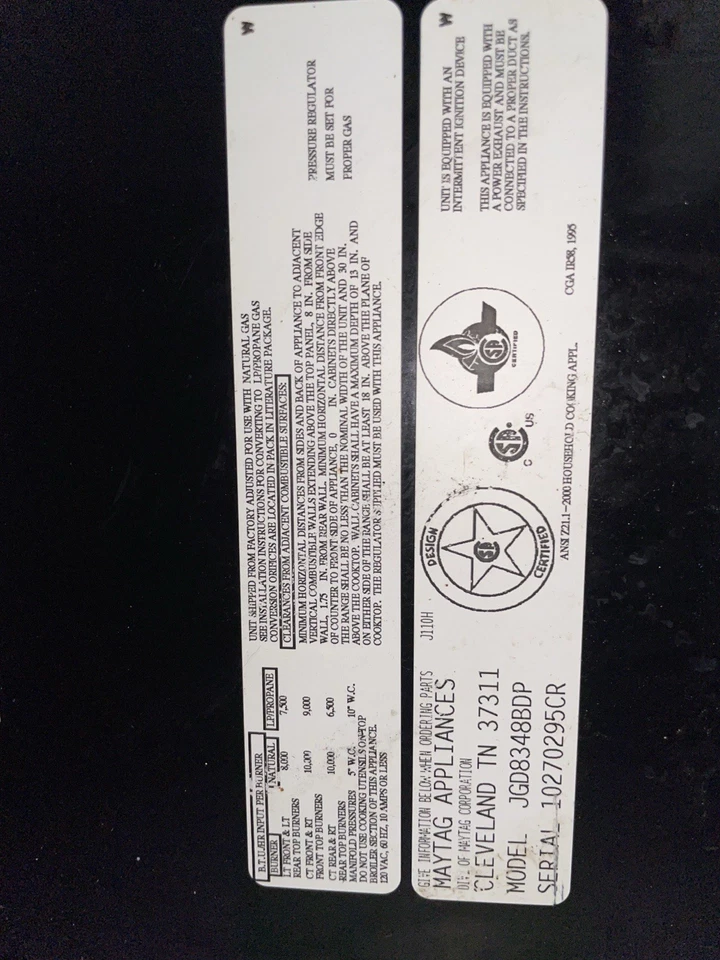 B.T.U./HR INPUT PER BURNER
BURNER NATURAL LP/PROPANE
LT FRONT & LT 8,000 7,500
REAR TOP BURNERS
CT FRONT & RT 10,200 9,000
FRONT TOP BURNERS
CT REAR & RT 10,000 6,500
REAR TOP BURNERS
MANIFOLD PRESSURES 5" W.C. 10" W.C.
DO NOT USE COOKING UTENSILS ON TOP
BROILER SECTION OF THIS APPLIANCE.
120 VAC, 60 HZ, 10 AMPS OR LESS
UNIT SHIPPED FROM FACTORY ADJUSTED FOR USE WITH NATURAL GAS
SEE INSTALLATION INSTRUCTIONS FOR CONVERTING TO LP/PROPANE GAS
CONVERSION ORIFICES ARE LOCATED IN PACK IN LITERATURE PACKAGE.
CLEARANCES FROM ADJACENT COMBUSTIBLE SURFACES:
MINIMUM HORIZONTAL DISTANCES FROM SIDES AND BACK OF APPLIANCE TO ADJACENT
VERTICAL COMBUSTIBLE WALLS EXTENDING ABOVE THE TOP PANEL, 8 IN. FROM SIDE
WALL, 1.75 IN. FROM REAR WALL. MINIMUM HORIZONTAL DISTANCE FROM FRONT EDGE
OF COUNTER TO FRONT SIDE OF APPLIANCE, 0 IN. CABINETS DIRECTLY ABOVE
THE RANGE SHALL BE NO LESS THAN THE NOMINAL WIDTH OF THE UNIT AND 30 IN.
ABOVE THE COOKTOP. WALL CABINETS SHALL HAVE A MAXIMUM DEPTH OF 13 IN. AND
ON EITHER SIDE OF THE RANGE SHALL BE AT LEAST 18 IN. ABOVE THE PLANE OF
COOKTOP. THE REGULATOR SUPPLIED MUST BE USED WITH THIS APPLIANCE.
PRESSURE REGULATOR
MUST BE SET FOR
PROPER GAS
W
GIVE INFORMATION BELOW WHEN ORDERING PARTS J110H
MAYTAG APPLIANCES
DIV. OF MAYTAG CORPORATION
CLEVELAND TN 37311
MODEL JGD8348BDP
SERIAL 10270295CR
DESIGN
CERTIFIED
C US
CERTIFIED
ANSI Z21.1-2000 HOUSEHOLD COOKING APPL. CGA IR38, 1995
UNIT IS EQUIPPED WITH AN
INTERMITTENT IGNITION DEVICE
THIS APPLIANCE IS EQUIPPED WITH
A POWER EXHAUST AND MUST BE
CONNECTED TO A PROPER DUCT AS
SPECIFIED IN THE INSTRUCTIONS.
W